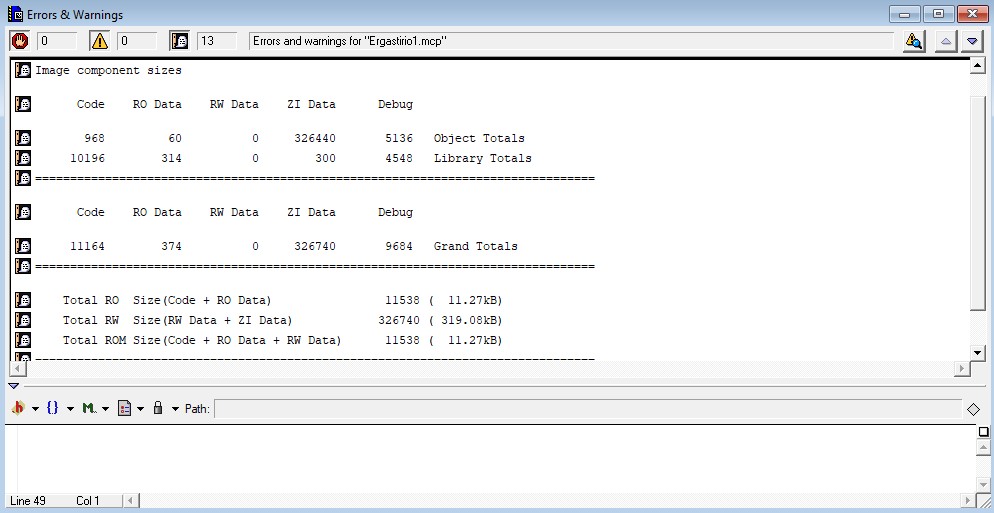 Errors & Warnings
0 0 13 Errors and warnings for "Ergastirio1.mcp"
Image component sizes
Code RO Data RW Data ZI Data Debug
968 60 0 326440 5136 Object Totals
10196 314 0 300 4548 Library Totals
================================================================================
Code RO Data RW Data ZI Data Debug
11164 374 0 326740 9684 Grand Totals
================================================================================
Total RO Size(Code + RO Data) 11538 ( 11.27kB)
Total RW Size(RW Data + ZI Data) 326740 ( 319.08kB)
Total ROM Size(Code + RO Data + RW Data) 11538 ( 11.27kB)
================================================================================
h {} M. Path:
Line 49 Col 1